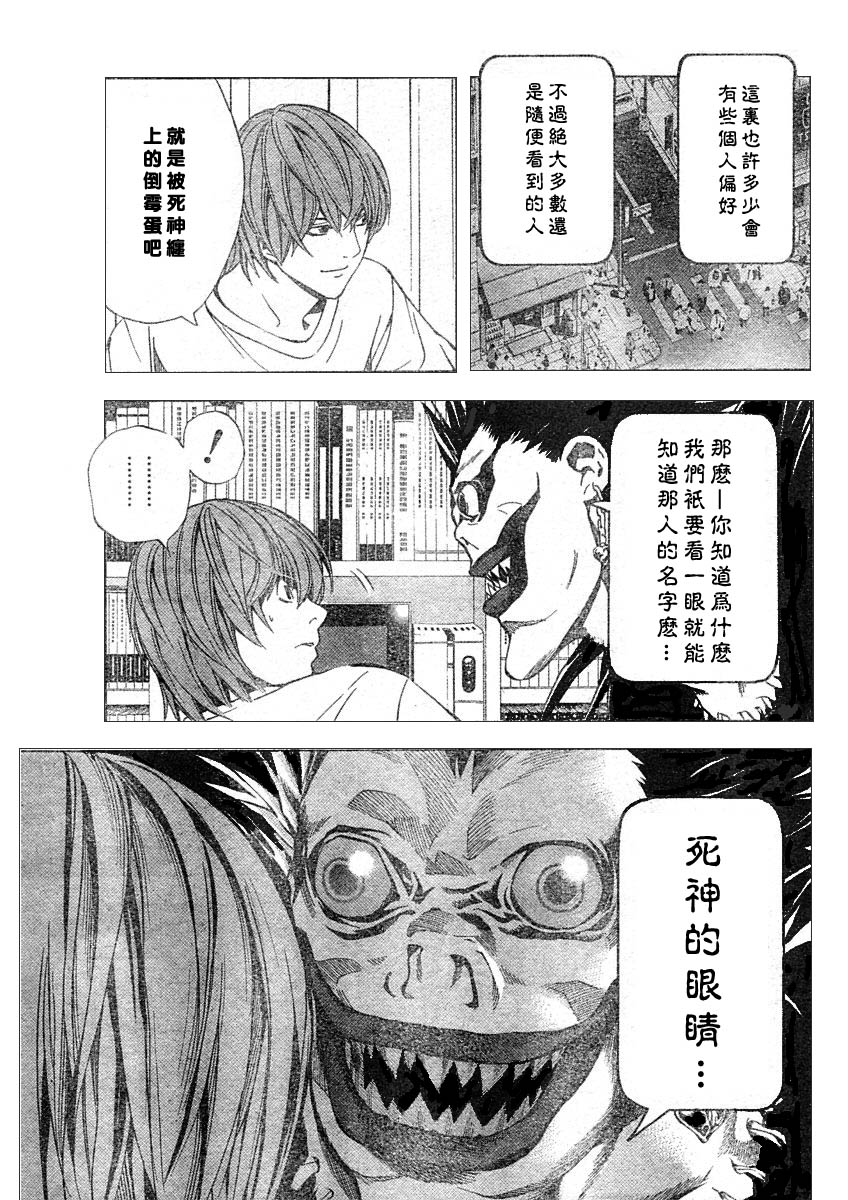 這裏也許多少會
有些個人偏好
不過絕大多數還
是隨便看到的人
就是被死神纏
上的倒霉蛋吧
那麽—你知道爲什麽
我們衹要看一眼就能
知道那人的名字麽…
！
………
死神的眼睛…